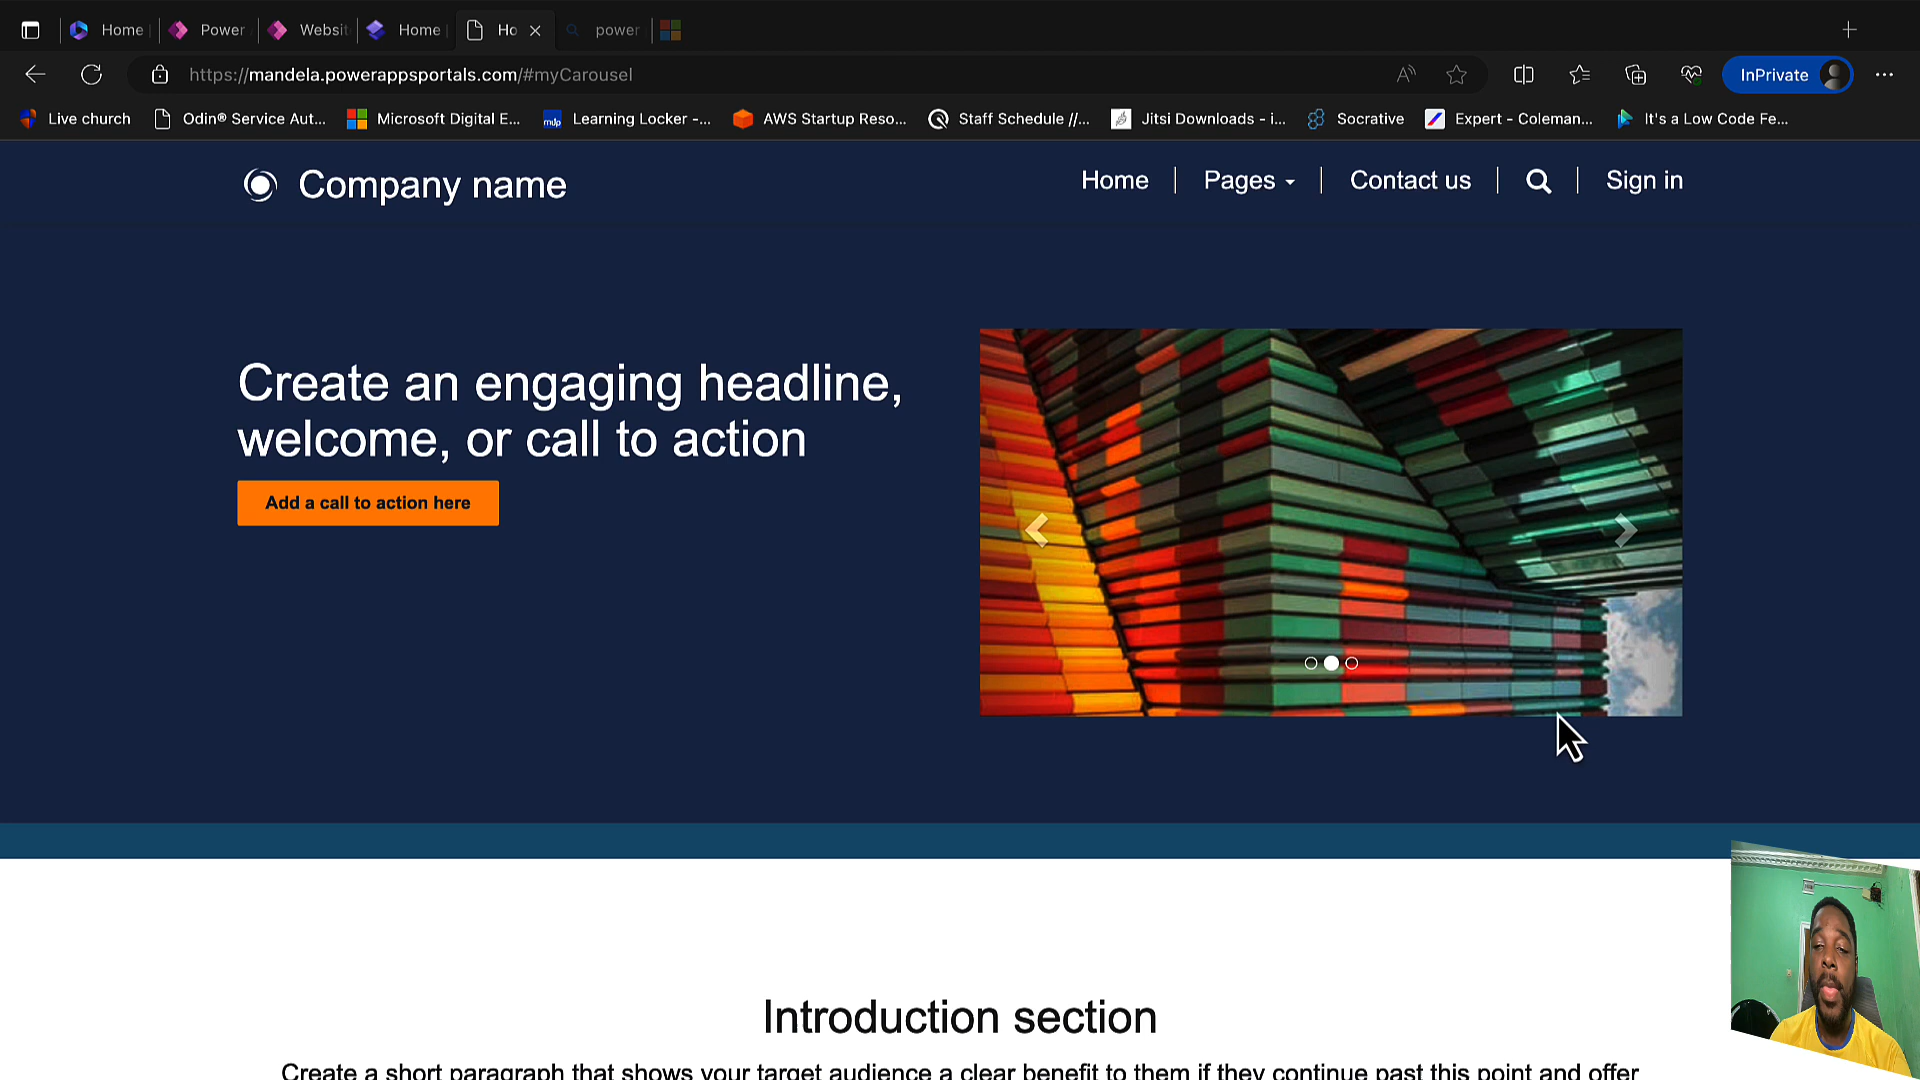 Home
Power
Websit
Home
Ho
power
https://mandela.powerappsportals.com/#myCarousel
InPrivate
Live church
Odin® Service Aut...
Microsoft Digital E...
mdp
Learning Locker -...
AWS Startup Reso...
Staff Schedule //...
Jitsi Downloads - i...
Socrative
Expert - Coleman...
It's a Low Code Fe...
Company name
Home
Pages
Contact us
Sign in
Create an engaging headline,
welcome, or call to action
Add a call to action here
Introduction section
Create a short paragraph that shows your target audience a clear benefit to them if they continue past this point and offer